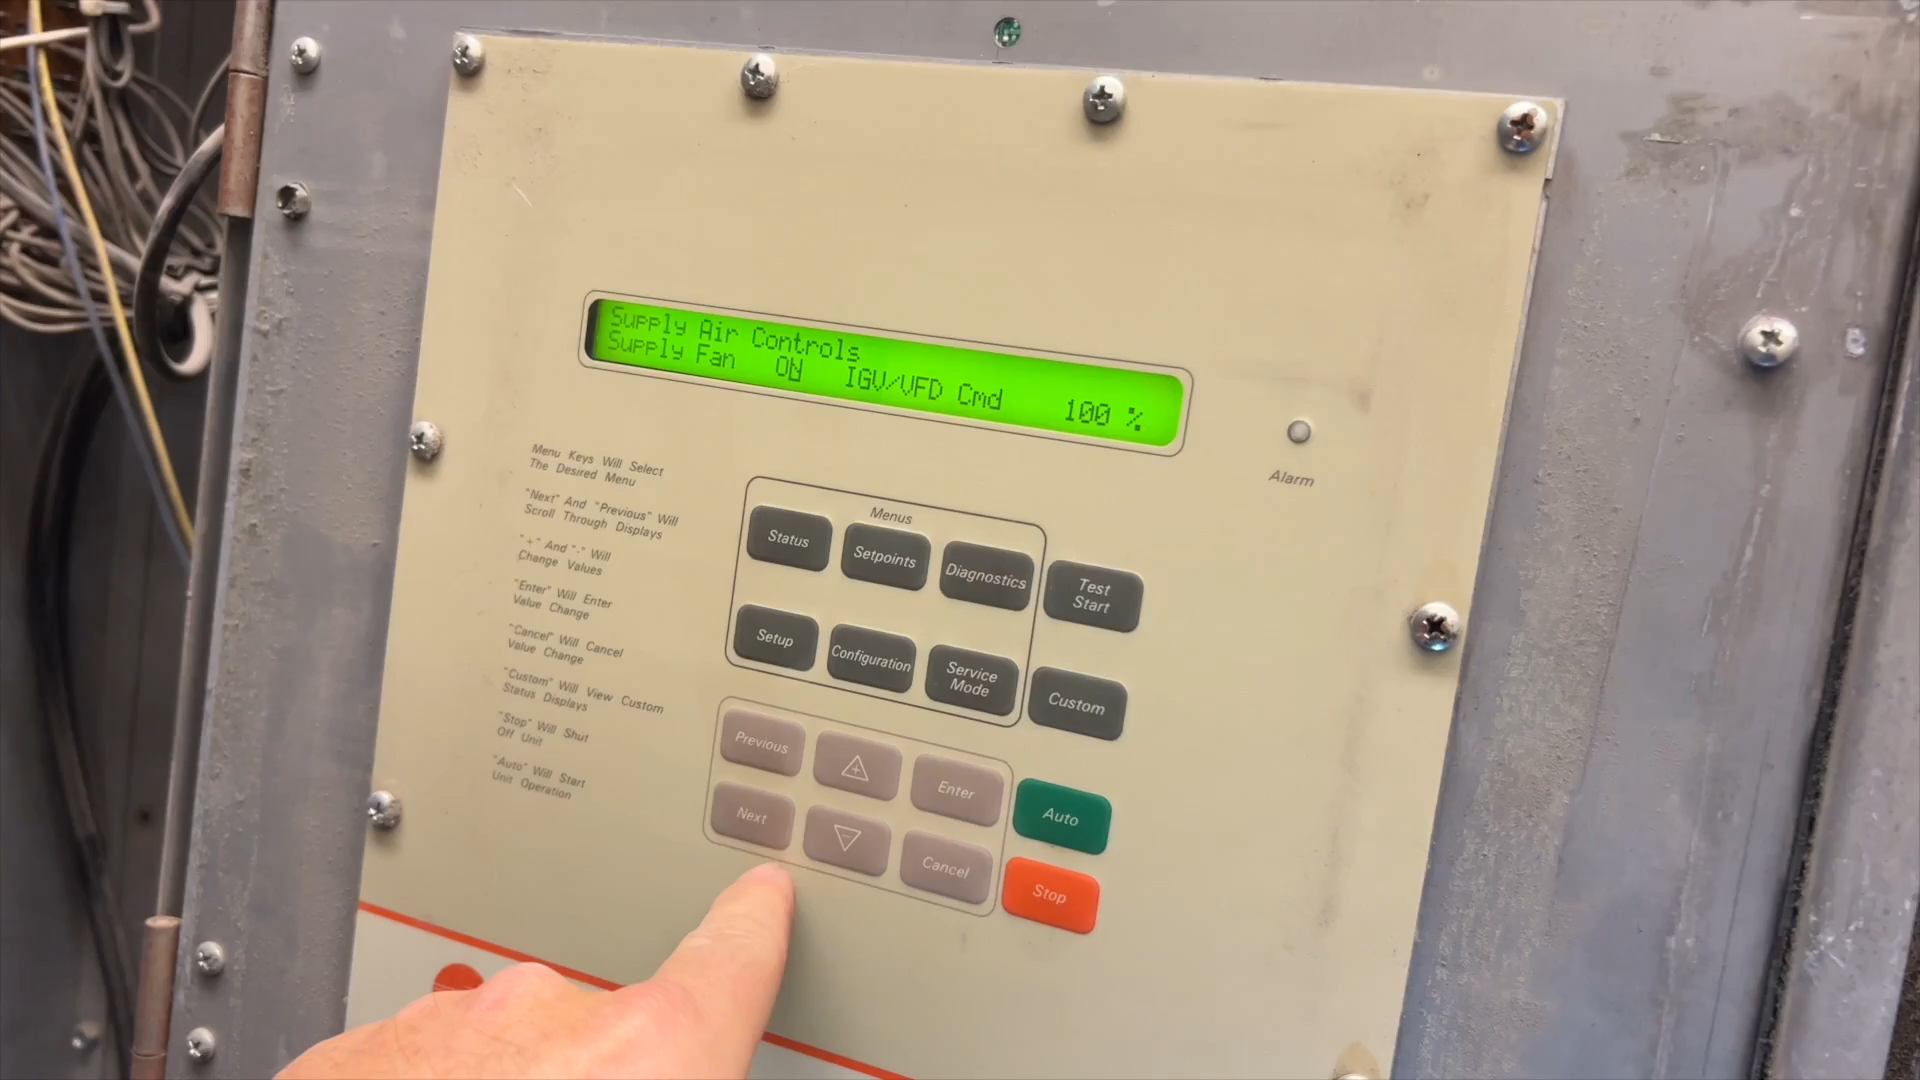 Supply Air Controls
Supply Fan ON IGV/VFD Cmd 100 %
Alarm
Menu Keys Will Select
The Desired Menu
"Next" And "Previous" Will
Scroll Through Displays
"+" And "-" Will
Change Values
"Enter" Will Enter
Value Change
"Cancel" Will Cancel
Value Change
"Custom" Will View Custom
Status Displays
"Stop" Will Shut
Off Unit
"Auto" Will Start
Unit Operation
Menus
Status
Setpoints
Diagnostics
Test
Start
Setup
Configuration
Service
Mode
Custom
Previous
+
Enter
Auto
Next
-
Cancel
Stop